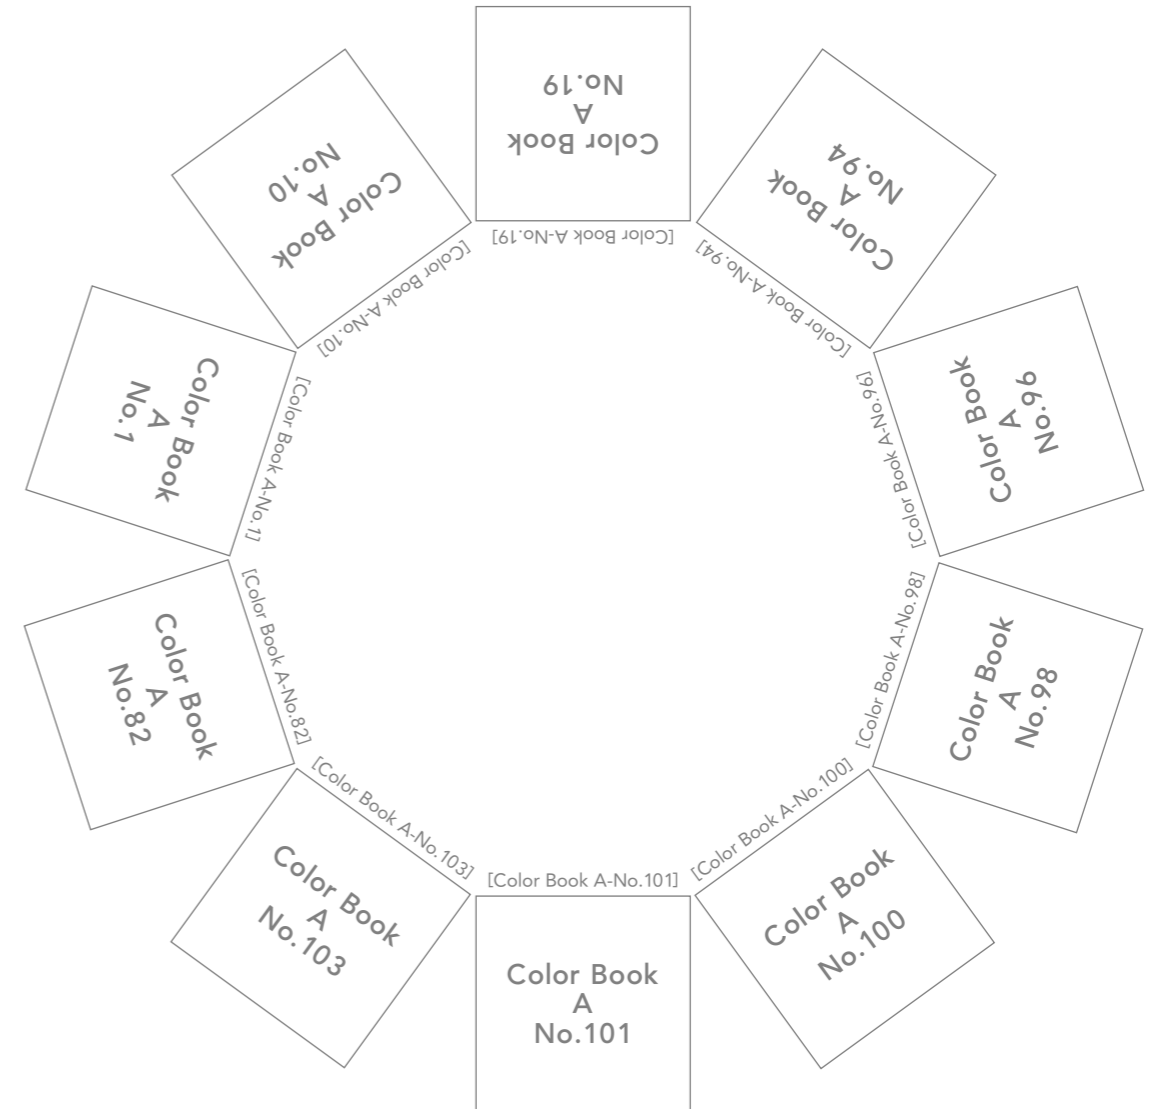 Color Book
A
No.19
[Color Book A-No.19]
Color Book
A
No.94
[Color Book A-No.94]
Color Book
A
No.96
[Color Book A-No.96]
Color Book
A
No.98
[Color Book A-No.98]
Color Book
A
No.100
[Color Book A-No.100]
Color Book
A
No.101
[Color Book A-No.101]
Color Book
A
No.103
[Color Book A-No.103]
Color Book
A
No.82
[Color Book A-No.82]
Color Book
A
No.1
[Color Book A-No.1]
Color Book
A
No.10
[Color Book A-No.10]